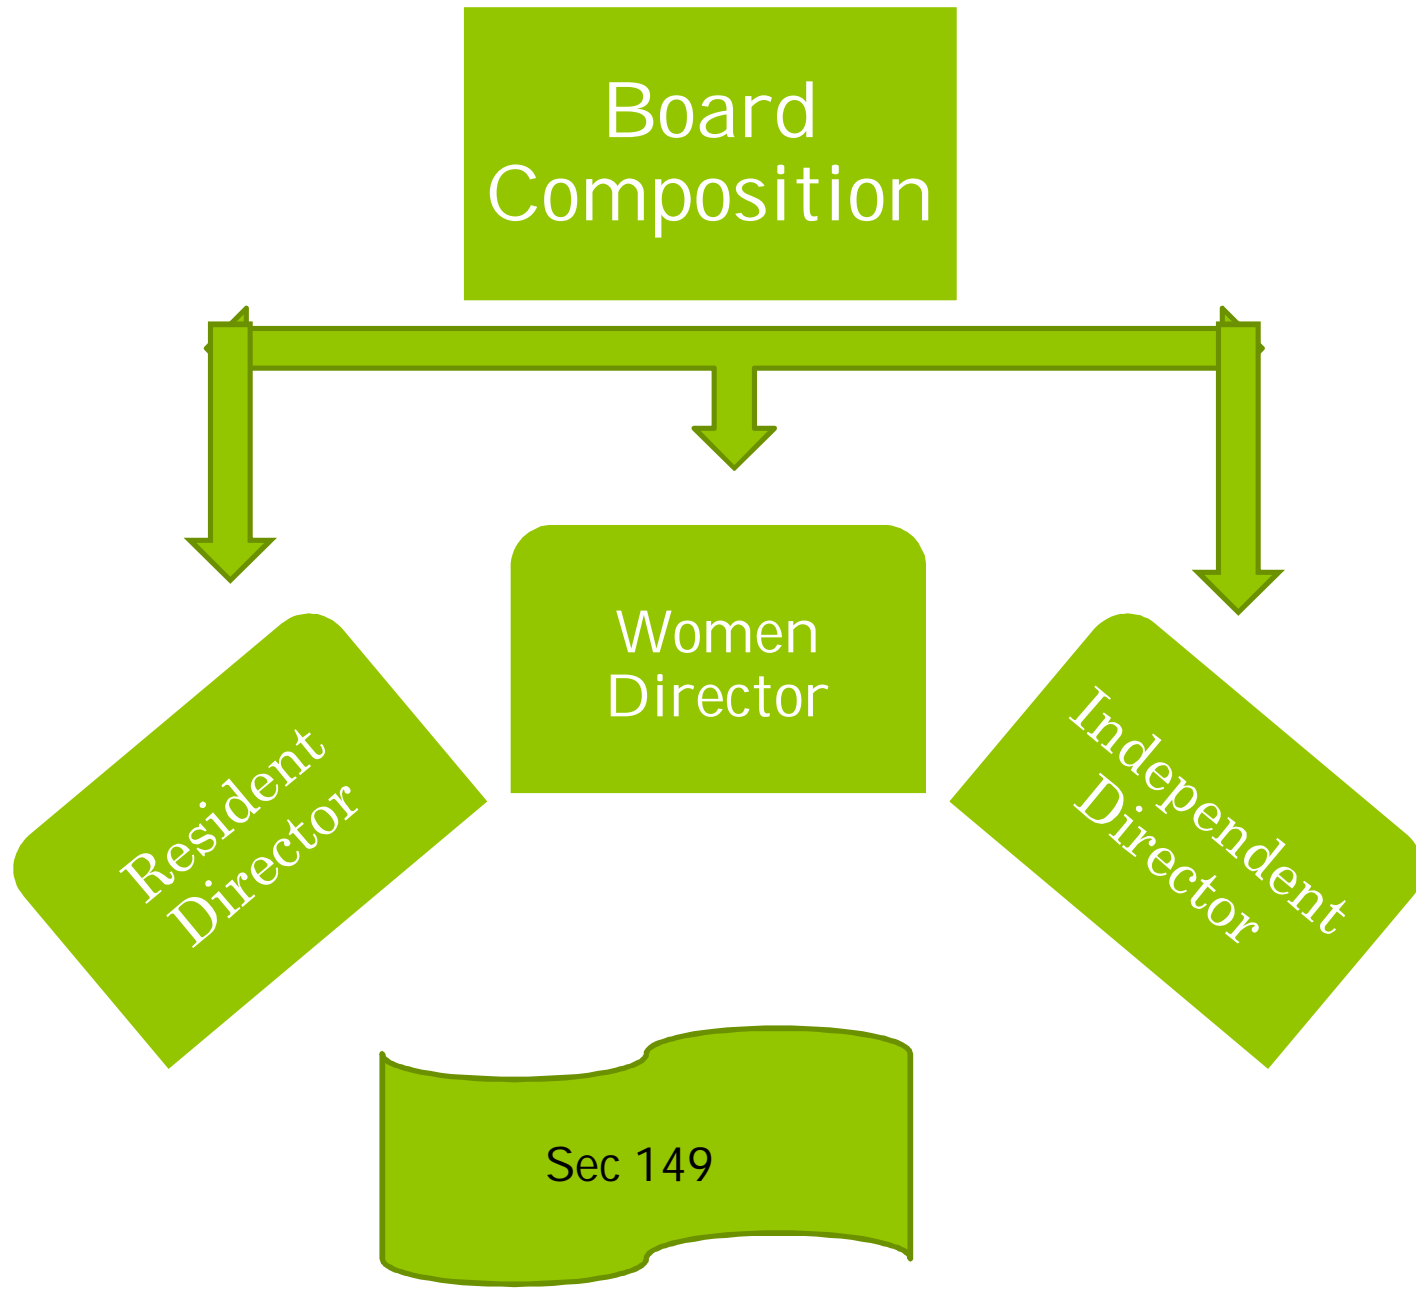 Board
Composition
Women
Director
Resident
Director
Independent
Director
Sec 149